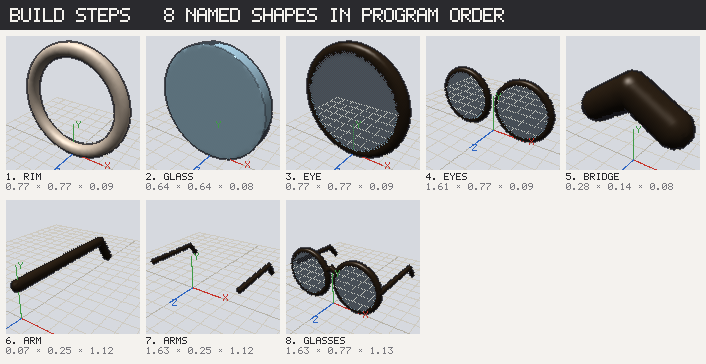 BUILD STEPS 8 NAMED SHAPES IN PROGRAM ORDER
1. RIM
0.77 × 0.77 × 0.09
2. GLASS
0.64 × 0.64 × 0.08
3. EYE
0.77 × 0.77 × 0.09
4. EYES
1.61 × 0.77 × 0.09
5. BRIDGE
0.28 × 0.14 × 0.08
6. ARM
0.07 × 0.25 × 1.12
7. ARMS
1.63 × 0.25 × 1.12
8. GLASSES
1.63 × 0.77 × 1.13
Y
X
Y
X
Y
X
Z
X
Y
Y
X
Z
Z
X